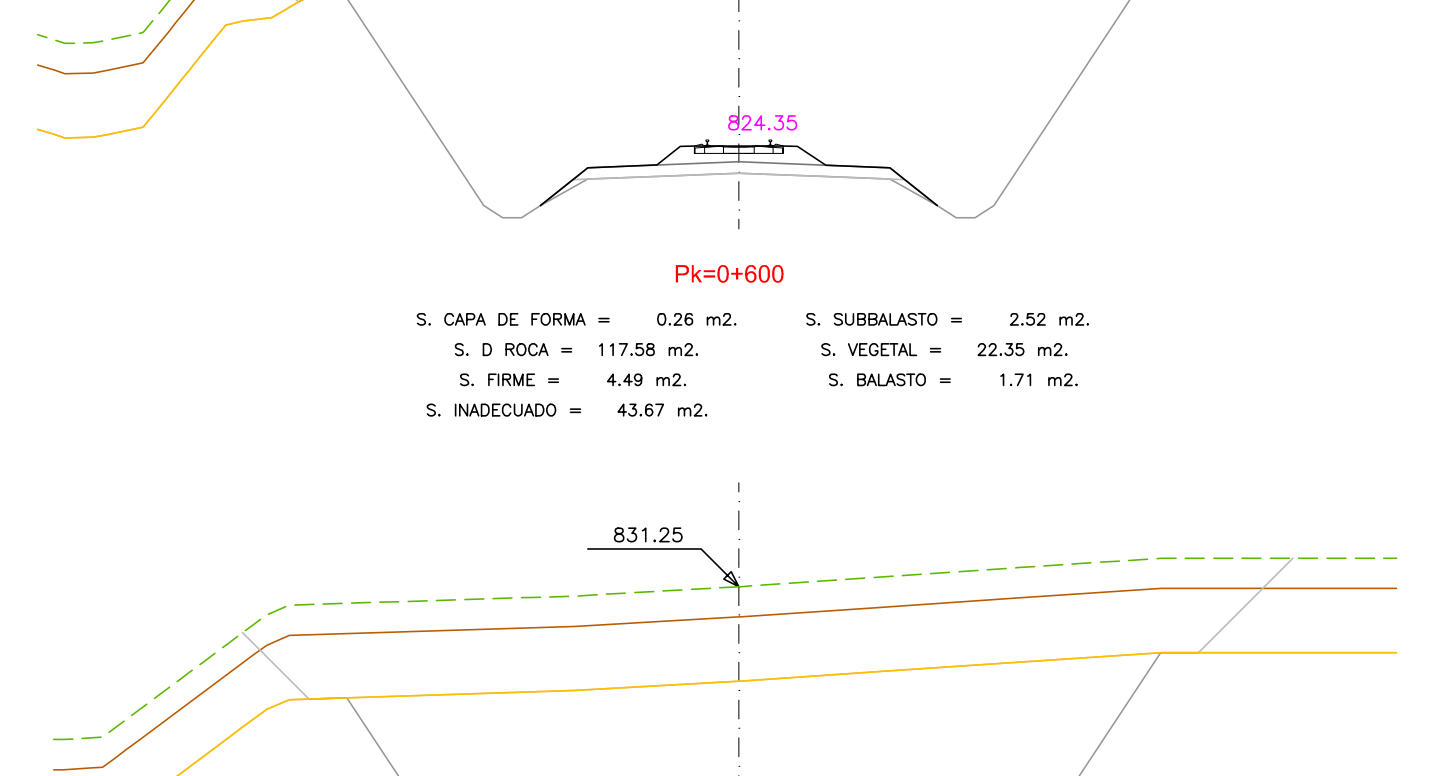 824.35
Pk=0+600
S. CAPA DE FORMA = 0.26 m2. S. SUBBALASTO = 2.52 m2.
S. D ROCA = 117.58 m2. S. VEGETAL = 22.35 m2.
S. FIRME = 4.49 m2. S. BALASTO = 1.71 m2.
S. INADECUADO = 43.67 m2.
831.25